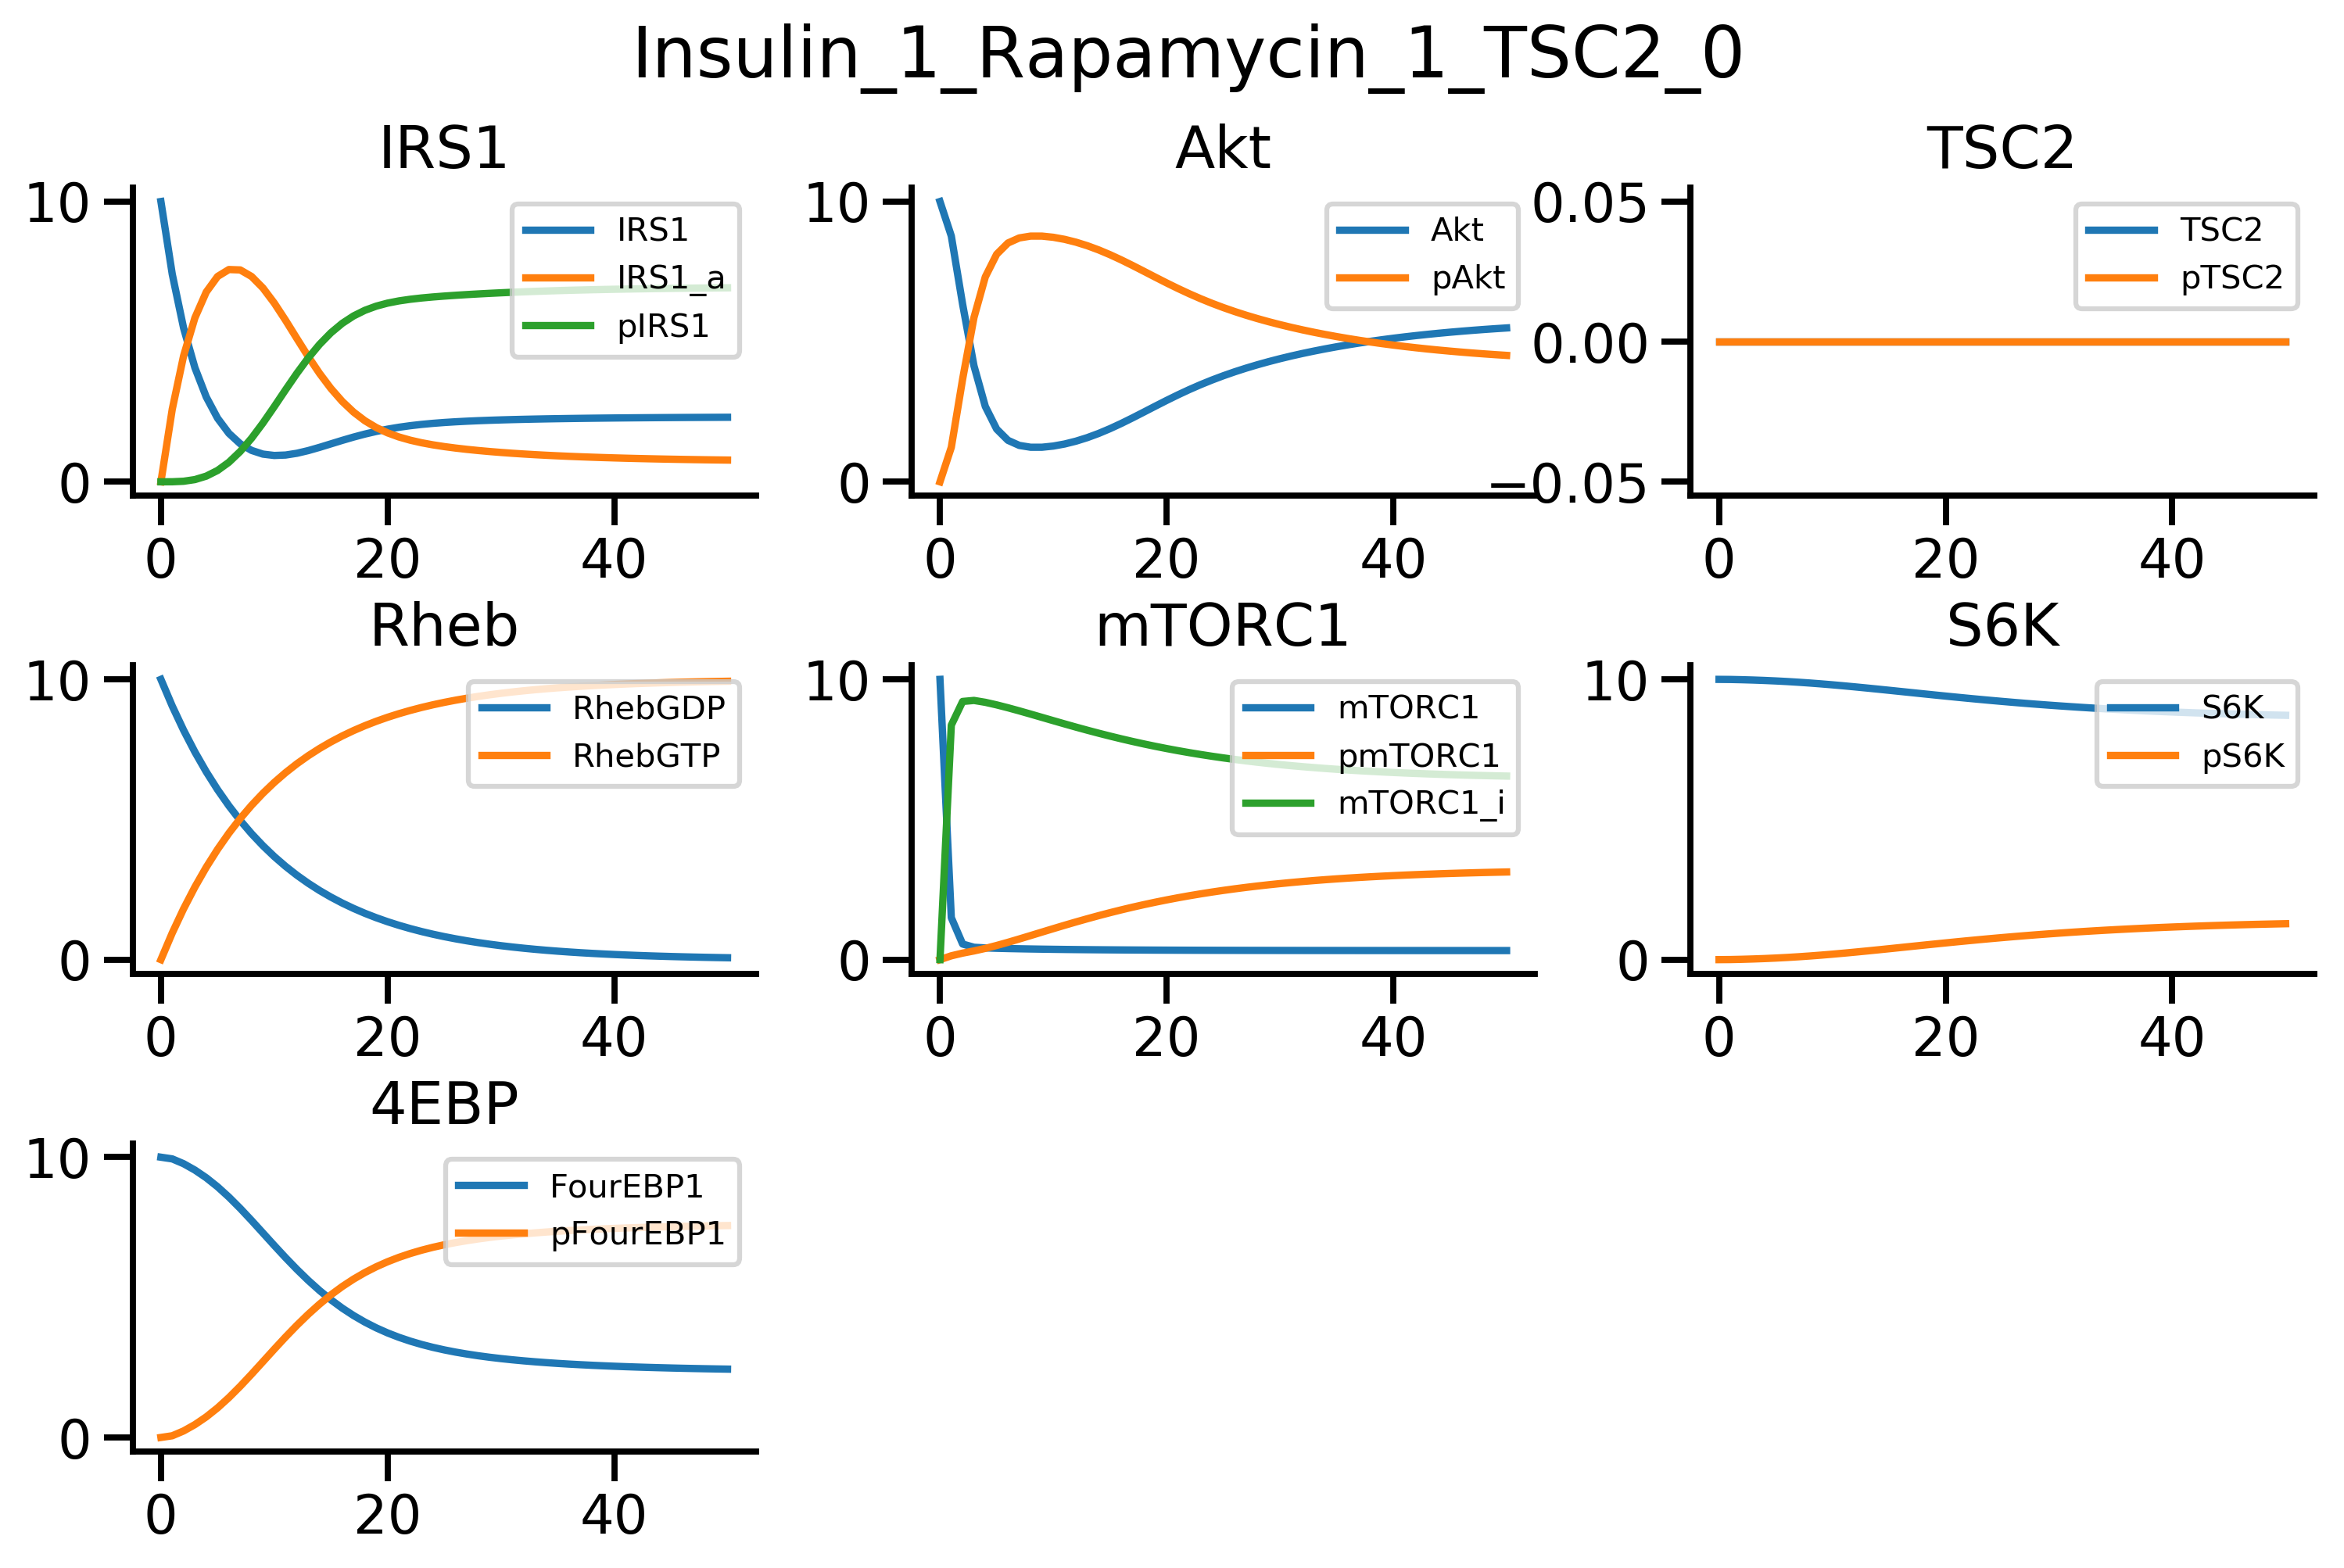 Insulin_1_Rapamycin_1_TSC2_0
IRS1
10
0
0 20 40
IRS1
IRS1_a
pIRS1
Akt
10
0
0 20 40
Akt
pAkt
TSC2
0.05
0.00
−0.05
0 20 40
TSC2
pTSC2
Rheb
10
0
0 20 40
RhebGDP
RhebGTP
mTORC1
10
0
0 20 40
mTORC1
pmTORC1
mTORC1_i
S6K
10
0
0 20 40
S6K
pS6K
4EBP
10
0
0 20 40
FourEBP1
pFourEBP1